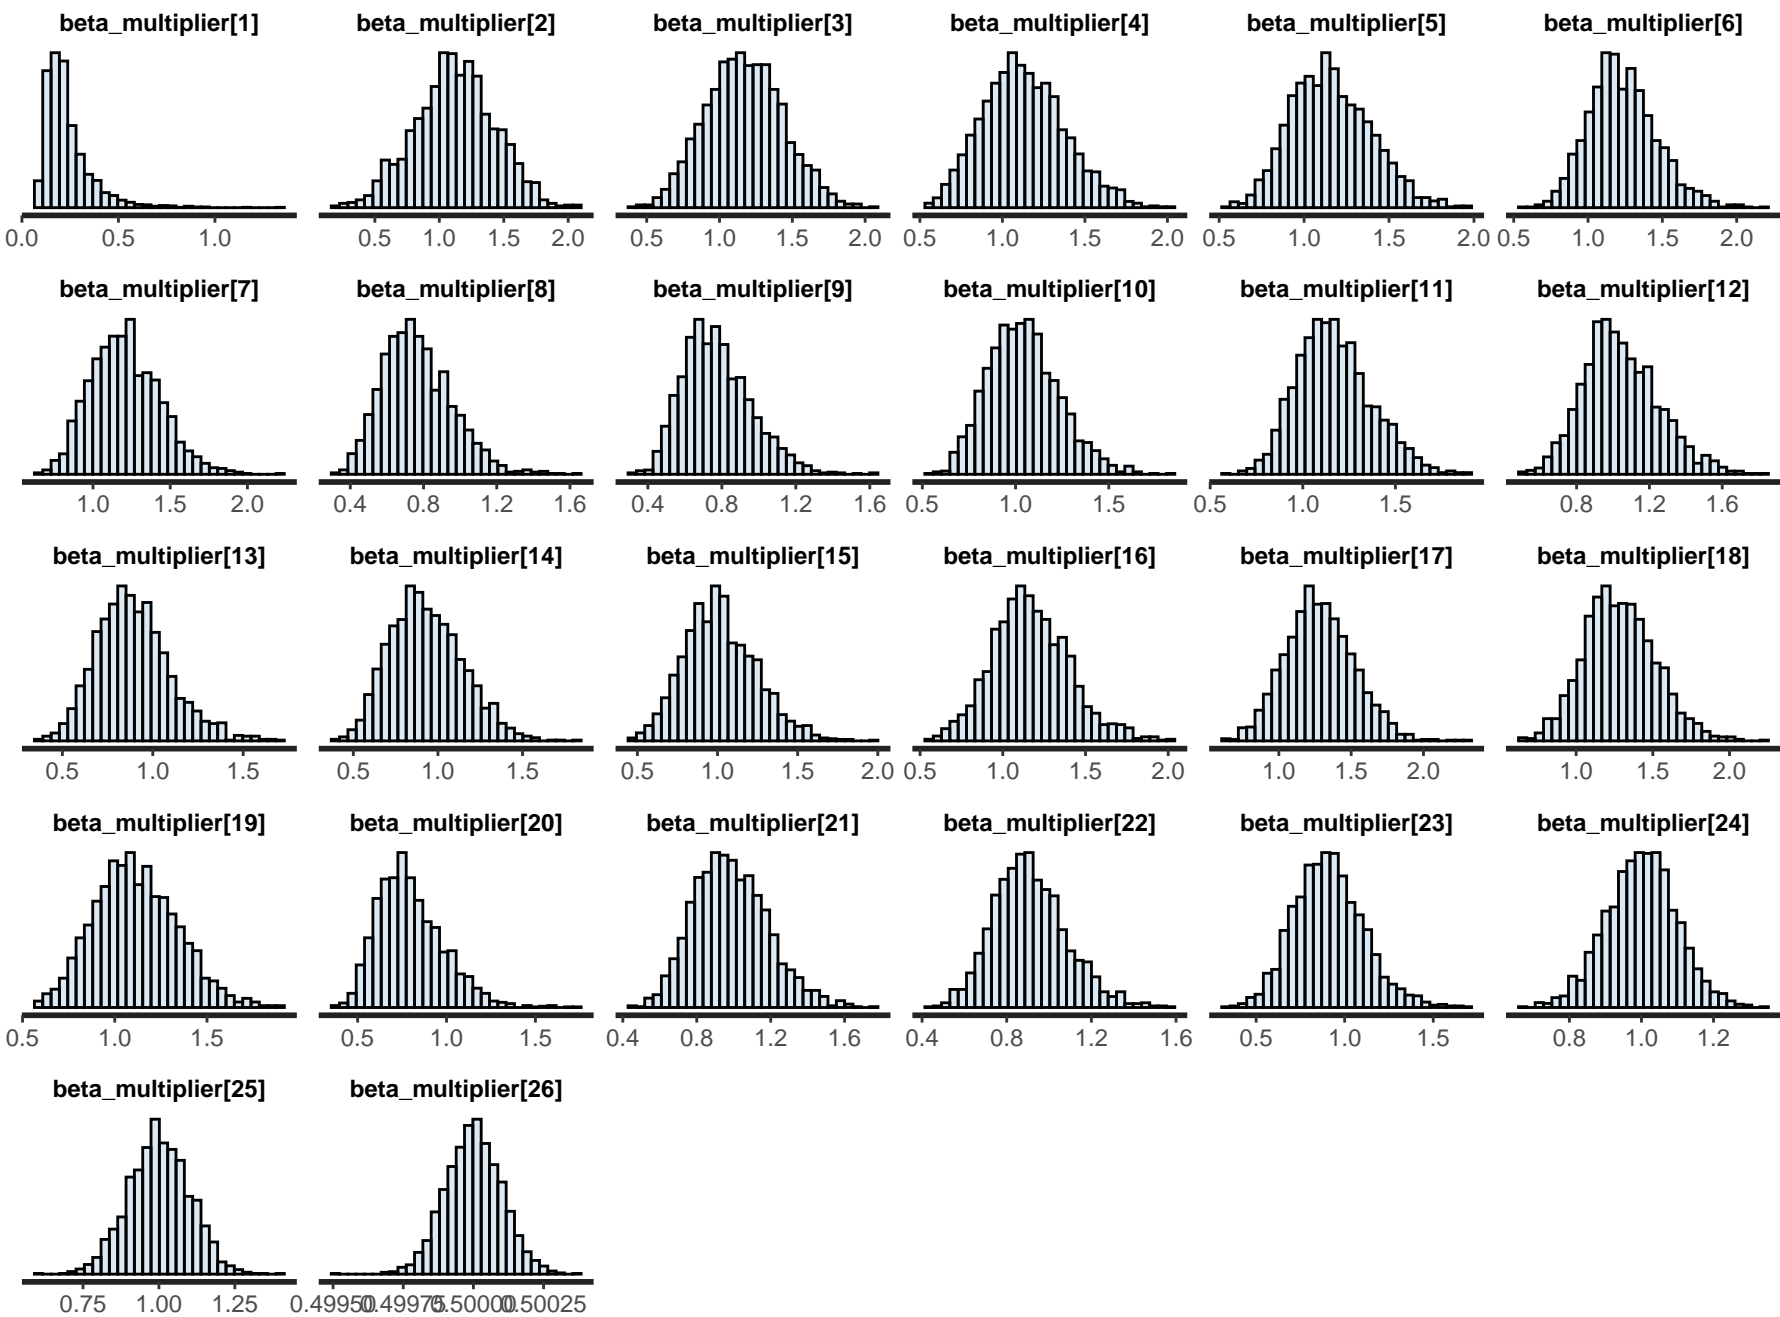 beta_multiplier[1] beta_multiplier[2] beta_multiplier[3] beta_multiplier[4] beta_multiplier[5] beta_multiplier[6]
0.0 0.5 1.0 0.5 1.0 1.5 2.0 0.5 1.0 1.5 2.0 0.5 1.0 1.5 2.0 0.5 1.0 1.5 2.0 0.5 1.0 1.5 2.0
beta_multiplier[7] beta_multiplier[8] beta_multiplier[9] beta_multiplier[10] beta_multiplier[11] beta_multiplier[12]
1.0 1.5 2.0 0.4 0.8 1.2 1.6 0.4 0.8 1.2 1.6 0.5 1.0 1.5 0.5 1.0 1.5 0.8 1.2 1.6
beta_multiplier[13] beta_multiplier[14] beta_multiplier[15] beta_multiplier[16] beta_multiplier[17] beta_multiplier[18]
0.5 1.0 1.5 0.5 1.0 1.5 0.5 1.0 1.5 2.0 0.5 1.0 1.5 2.0 1.0 1.5 2.0 1.0 1.5 2.0
beta_multiplier[19] beta_multiplier[20] beta_multiplier[21] beta_multiplier[22] beta_multiplier[23] beta_multiplier[24]
0.5 1.0 1.5 0.5 1.0 1.5 0.4 0.8 1.2 1.6 0.4 0.8 1.2 1.6 0.5 1.0 1.5 0.8 1.0 1.2
beta_multiplier[25] beta_multiplier[26]
0.75 1.00 1.25 0.49950 0.49975 0.50000 0.50025